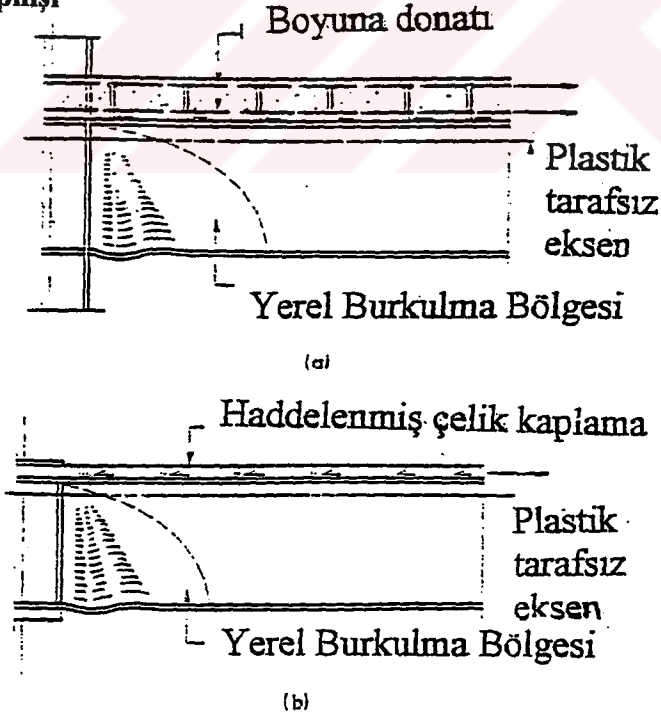 Boyuna donatı
Plastik
tarafsız
eksen
Yerel Burkulma Bölgesi
(a)
Haddelenmiş çelik kaplama
Plastik
tarafsız
eksen
Yerel Burkulma Bölgesi
(b)